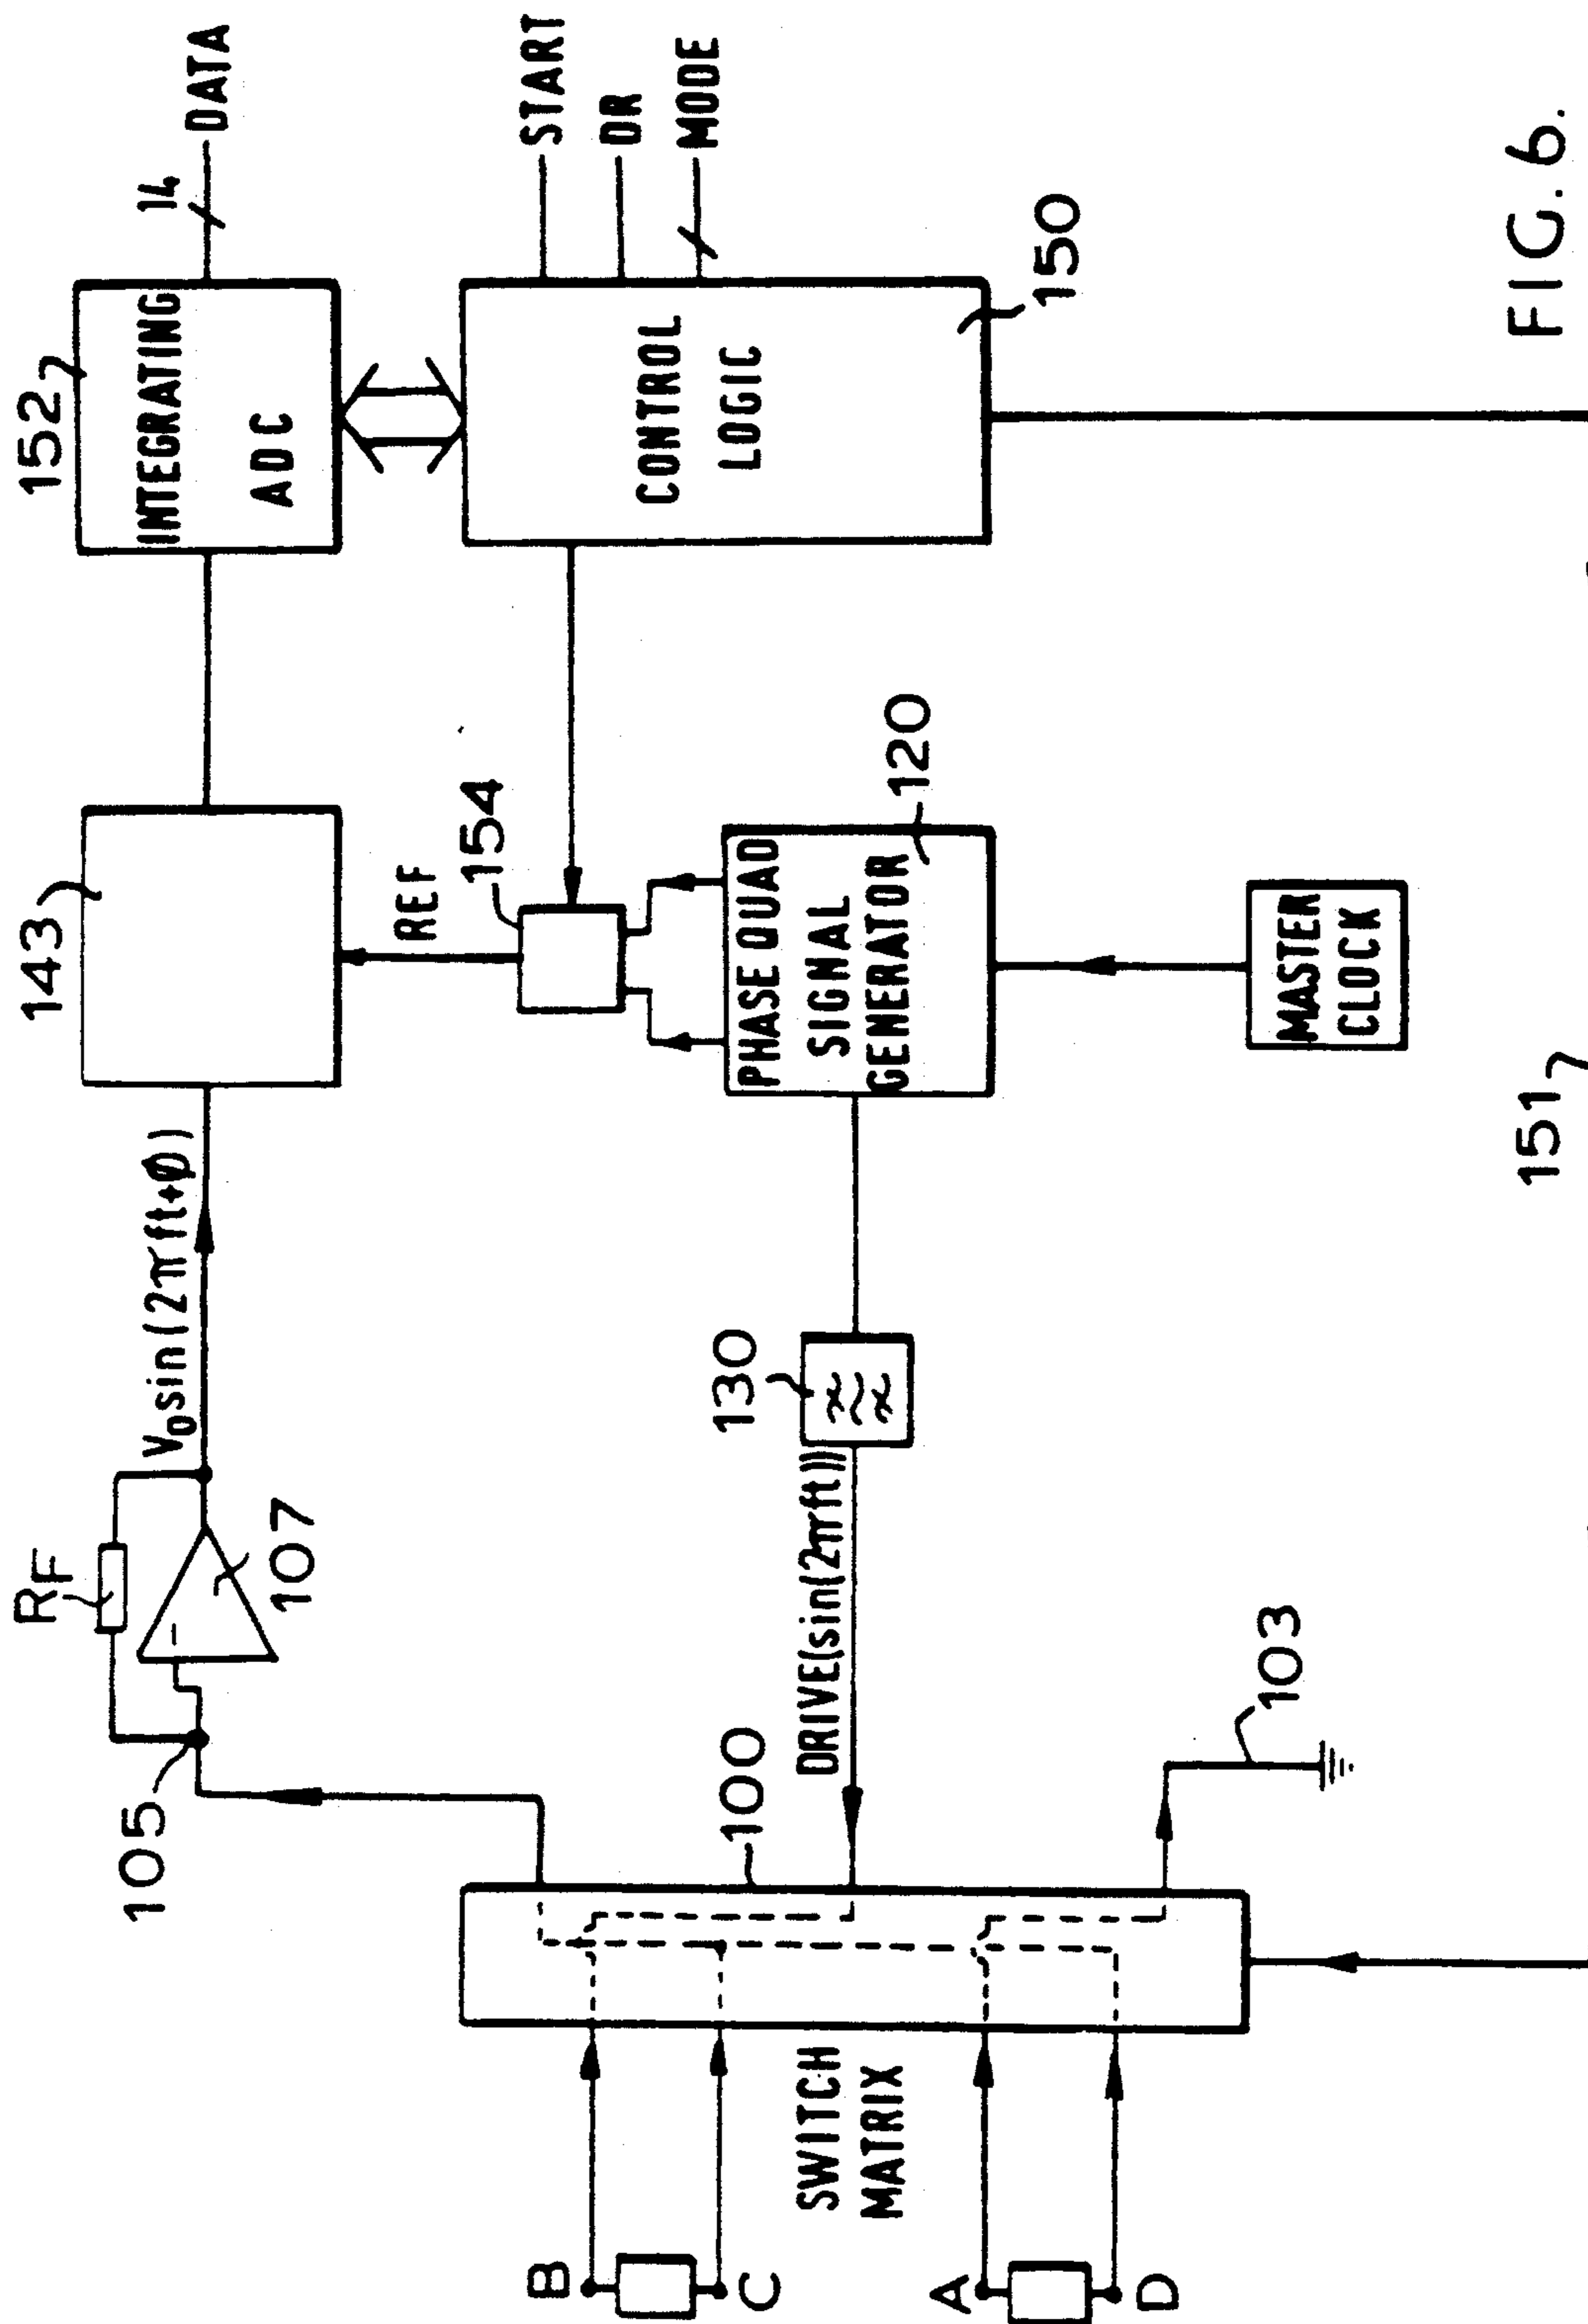 152
INTEGRATING
ADC
14
DATA
START
DR
MODE
CONTROL
LOGIC
150
143
REF
154
PHASE QUAD
SIGNAL
GENERATOR
120
MASTER
CLOCK
RF
107
V0sin(2πft+Ø)
130
DRIVE(sin(2πft))
105
100
103
SWITCH
MATRIX
B
C
A
D
151
FIG. 6.